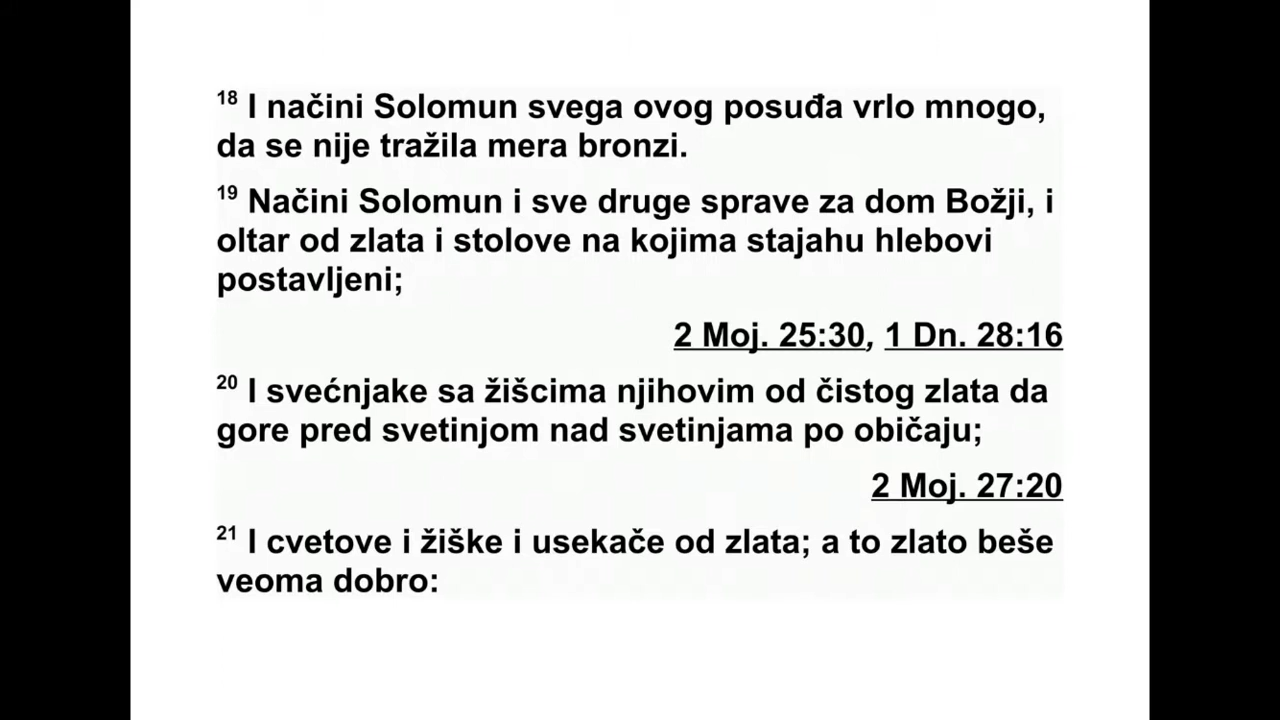 18 I načini Solomun svega ovog posuđa vrlo mnogo,
da se nije tražila mera bronzi.
19 Načini Solomun i sve druge sprave za dom Božji, i
oltar od zlata i stolove na kojima stajahu hlebovi
postavljeni;
2 Moj. 25:30, 1 Dn. 28:16
20 I svećnjake sa žišcima njihovim od čistog zlata da
gore pred svetinjom nad svetinjama po običaju;
2 Moj. 27:20
21 I cvetove i žiške i usekače od zlata; a to zlato beše
veoma dobro: